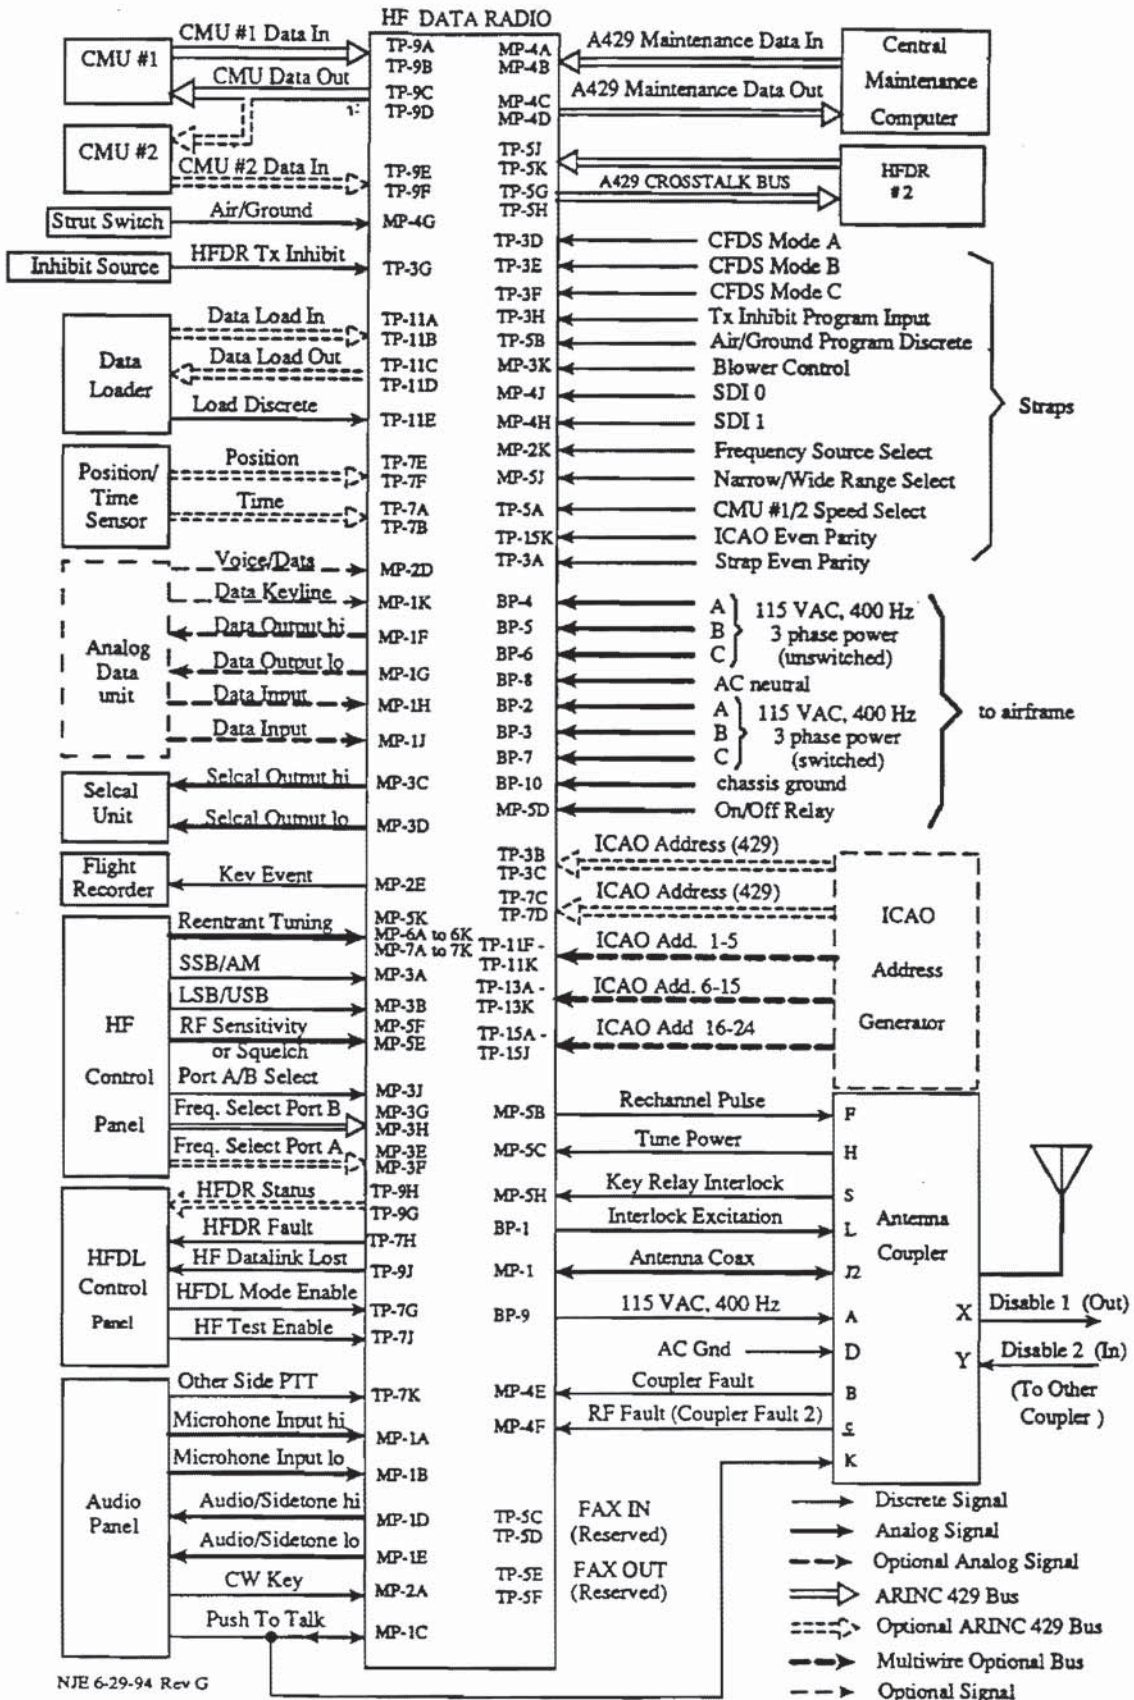 HF DATA RADIO
CMU #1
CMU #1 Data In
TP-9A
TP-9B
CMU Data Out
TP-9C
TP-9D
CMU #2
CMU #2 Data In
TP-9E
TP-9F
Strut Switch
Air/Ground
MP-4G
Inhibit Source
HFDR Tx Inhibit
TP-3G
Data
Loader
Data Load In
TP-11A
TP-11B
Data Load Out
TP-11C
TP-11D
Load Discrete
TP-11E
Position/
Time
Sensor
Position
TP-7E
TP-7F
Time
TP-7A
TP-7B
Analog
Data
unit
Voice/Data
MP-2D
Data Keyline
MP-1K
Data Output hi
MP-1F
Data Output lo
MP-1G
Data Input
MP-1H
Data Input
MP-1J
Selcal
Unit
Selcal Output hi
MP-3C
Selcal Output lo
MP-3D
Flight
Recorder
Key Event
MP-2E
HF
Control
Panel
Reentrant Tuning
MP-5K
MP-6A to 6K
MP-7A to 7K
SSB/AM
MP-3A
LSB/USB
MP-3B
RF Sensitivity
or Squelch
MP-5F
MP-5E
Port A/B Select
MP-3J
Freq. Select Port B
MP-3G
MP-3H
Freq. Select Port A
MP-3E
MP-3F
HFDL
Control
Panel
HFDR Status
TP-9H
TP-9G
HFDR Fault
TP-7H
HF Datalink Lost
TP-9J
HFDL Mode Enable
TP-7G
HF Test Enable
TP-7J
Audio
Panel
Other Side PTT
TP-7K
Microhone Input hi
MP-1A
Microhone Input lo
MP-1B
Audio/Sidetone hi
MP-1D
Audio/Sidetone lo
MP-1E
CW Key
MP-2A
Push To Talk
MP-1C
NJE 6-29-94 Rev G
MP-4A
MP-4B
A429 Maintenance Data In
MP-4C
MP-4D
A429 Maintenance Data Out
Central
Maintenance
Computer
TP-5J
TP-5K
TP-5G
TP-5H
A429 CROSSTALK BUS
HFDR
#2
TP-3D
CFDS Mode A
TP-3E
CFDS Mode B
TP-3F
CFDS Mode C
TP-3H
Tx Inhibit Program Input
TP-5B
Air/Ground Program Discrete
MP-3K
Blower Control
MP-4J
SDI 0
MP-4H
SDI 1
MP-2K
Frequency Source Select
MP-5J
Narrow/Wide Range Select
TP-5A
CMU #1/2 Speed Select
TP-15K
ICAO Even Parity
TP-3A
Strap Even Parity
Straps
BP-4
A
BP-5
B
BP-6
C
115 VAC, 400 Hz
3 phase power
(unswitched)
BP-8
AC neutral
BP-2
A
BP-3
B
BP-7
C
115 VAC, 400 Hz
3 phase power
(switched)
BP-10
chassis ground
MP-5D
On/Off Relay
to airframe
TP-3B
TP-3C
ICAO Address (429)
TP-7C
TP-7D
ICAO Address (429)
TP-11F -
TP-11K
ICAO Add. 1-5
TP-13A -
TP-13K
ICAO Add. 6-15
TP-15A -
TP-15J
ICAO Add 16-24
ICAO
Address
Generator
MP-5B
Rechannel Pulse
F
MP-5C
Tune Power
H
MP-5H
Key Relay Interlock
S
BP-1
Interlock Excitation
L
MP-1
Antenna Coax
J2
BP-9
115 VAC, 400 Hz
A
AC Gnd
D
MP-4E
Coupler Fault
B
MP-4F
RF Fault (Coupler Fault 2)
c
K
Antenna
Coupler
X
Disable 1 (Out)
Y
Disable 2 (In)
(To Other
Coupler )
TP-5C
TP-5D
FAX IN
(Reserved)
TP-5E
TP-5F
FAX OUT
(Reserved)
Discrete Signal
Analog Signal
Optional Analog Signal
ARINC 429 Bus
Optional ARINC 429 Bus
Multiwire Optional Bus
Optional Signal